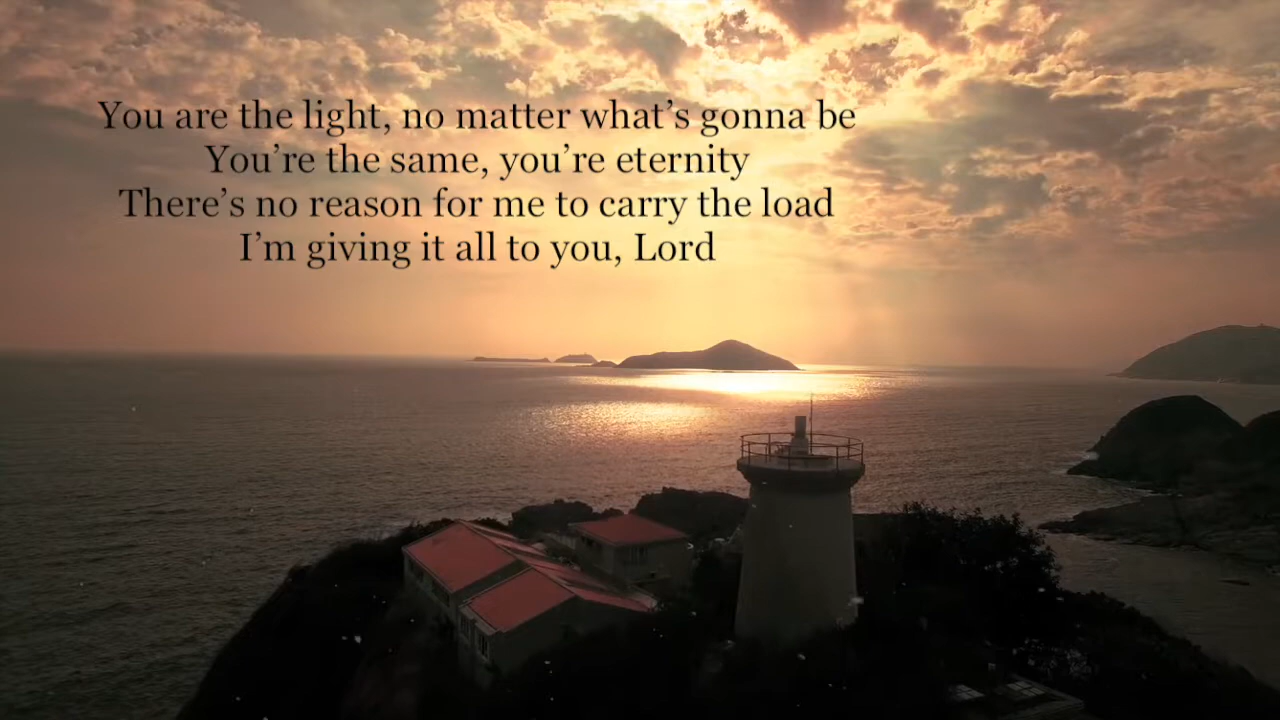 You are the light, no matter what’s gonna be
You’re the same, you’re eternity
There’s no reason for me to carry the load
I’m giving it all to you, Lord